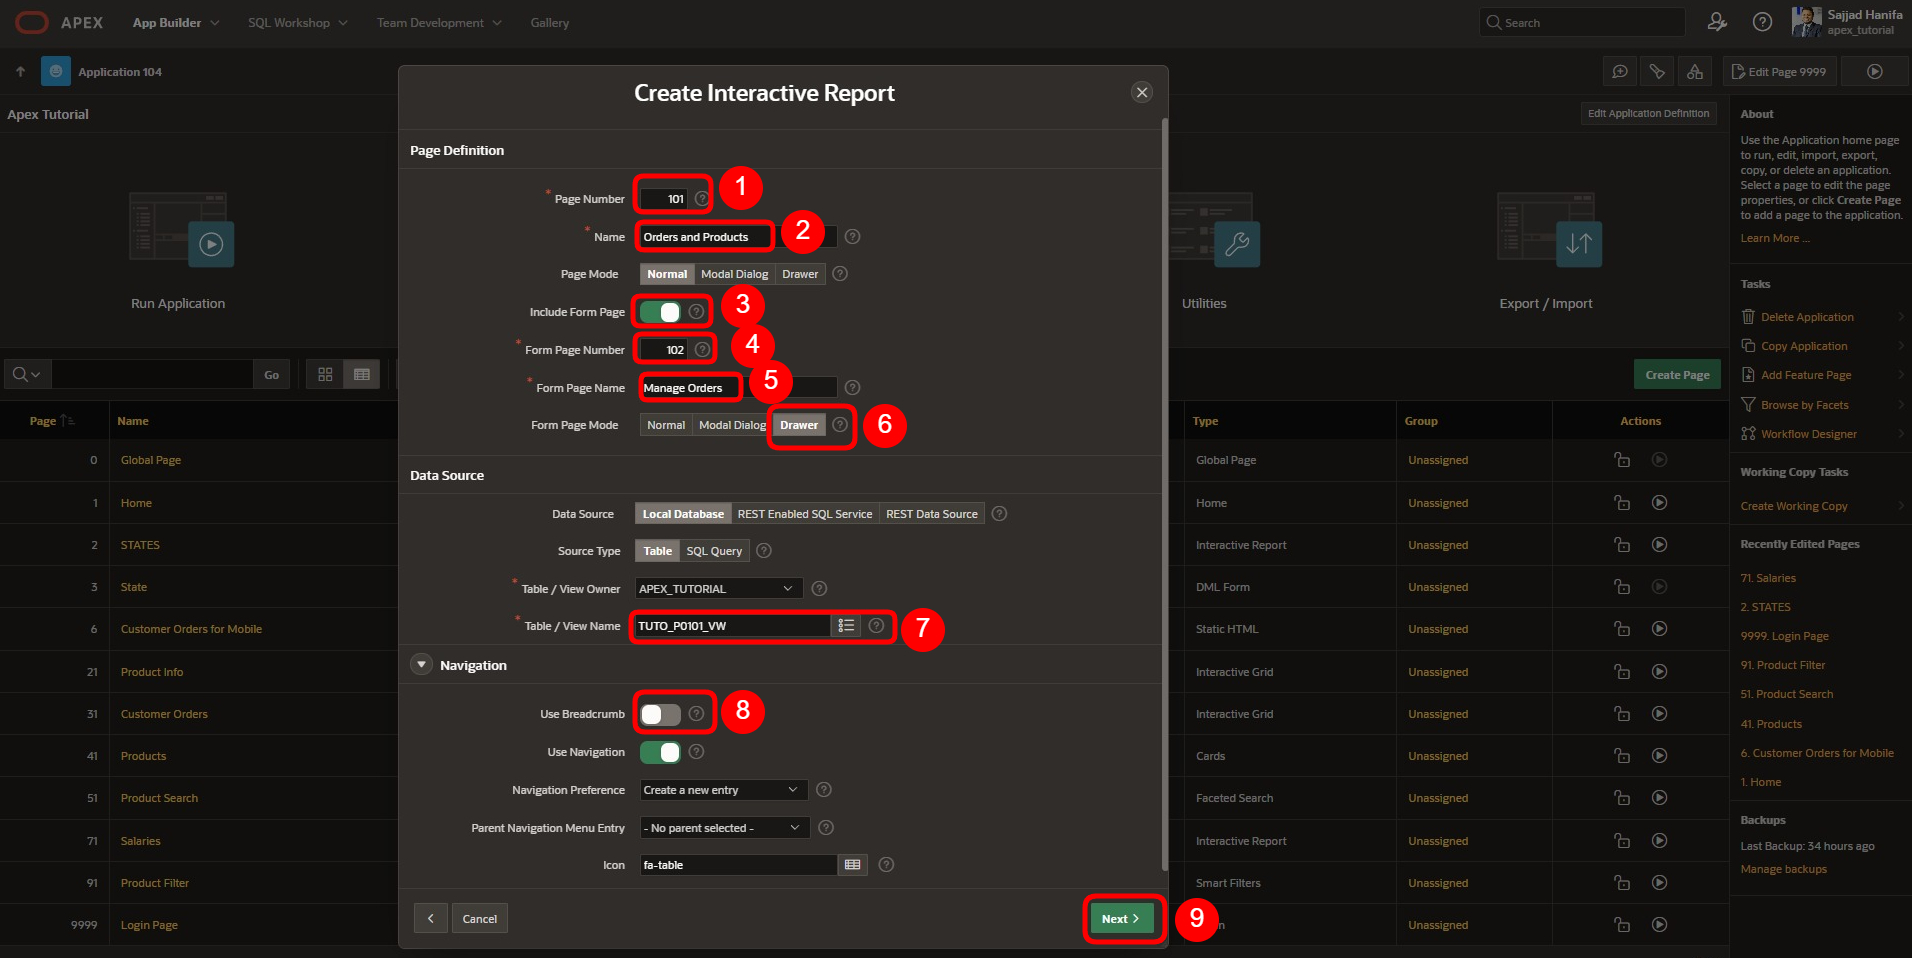 APEX App Builder SQL Workshop Team Development Gallery Search Sajjad Hanifa
apex_tutorial
Application 104 Edit Page 9999
Create Interactive Report
Apex Tutorial Edit Application Definition
Run Application
Utilities
Export / Import
Go
Create Page
Page Name
Type Group Actions
0 Global Page Global Page Unassigned
1 Home Home Unassigned
2 STATES Interactive Report Unassigned
3 State DML Form Unassigned
6 Customer Orders for Mobile Static HTML Unassigned
21 Product Info Interactive Grid Unassigned
31 Customer Orders Interactive Grid Unassigned
41 Products Cards Unassigned
51 Product Search Faceted Search Unassigned
71 Salaries Interactive Report Unassigned
91 Product Filter Smart Filters Unassigned
9999 Login Page Unassigned
Page Definition
* Page Number 101 1
* Name Orders and Products 2
Page Mode Normal Modal Dialog Drawer
Include Form Page 3
* Form Page Number 102 4
* Form Page Name Manage Orders 5
Form Page Mode Normal Modal Dialog Drawer 6
Data Source
Data Source Local Database REST Enabled SQL Service REST Data Source
Source Type Table SQL Query
* Table / View Owner APEX_TUTORIAL
* Table / View Name TUTO_P0101_VW 7
Navigation
Use Breadcrumb 8
Use Navigation
Navigation Preference Create a new entry
Parent Navigation Menu Entry - No parent selected -
Icon fa-table
Cancel Next 9
About
Use the Application home page
to run, edit, import, export,
copy, or delete an application.
Select a page to edit the page
properties, or click Create Page
to add a page to the application.
Learn More ...
Tasks
Delete Application
Copy Application
Add Feature Page
Browse by Facets
Workflow Designer
Working Copy Tasks
Create Working Copy
Recently Edited Pages
71. Salaries
2. STATES
9999. Login Page
91. Product Filter
51. Product Search
41. Products
6. Customer Orders for Mobile
1. Home
Backups
Last Backup: 34 hours ago
Manage backups